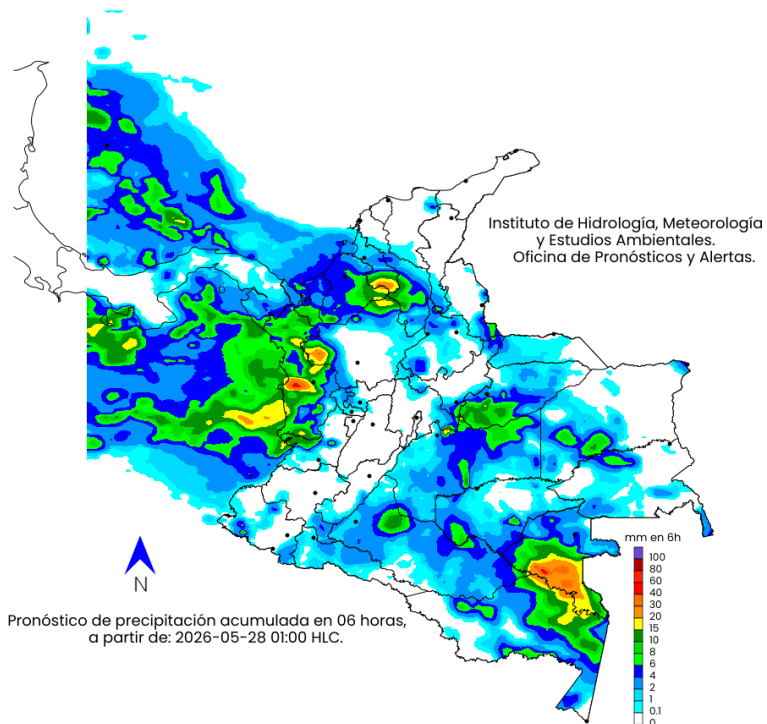 Instituto de Hidrología, Meteorología
y Estudios Ambientales.
Oficina de Pronósticos y Alertas.
mm en 6h
100
80
60
40
30
20
15
10
8
6
4
2
1
0.1
0
N
Pronóstico de precipitación acumulada en 06 horas,
a partir de: 2026-05-28 01:00 HLC.